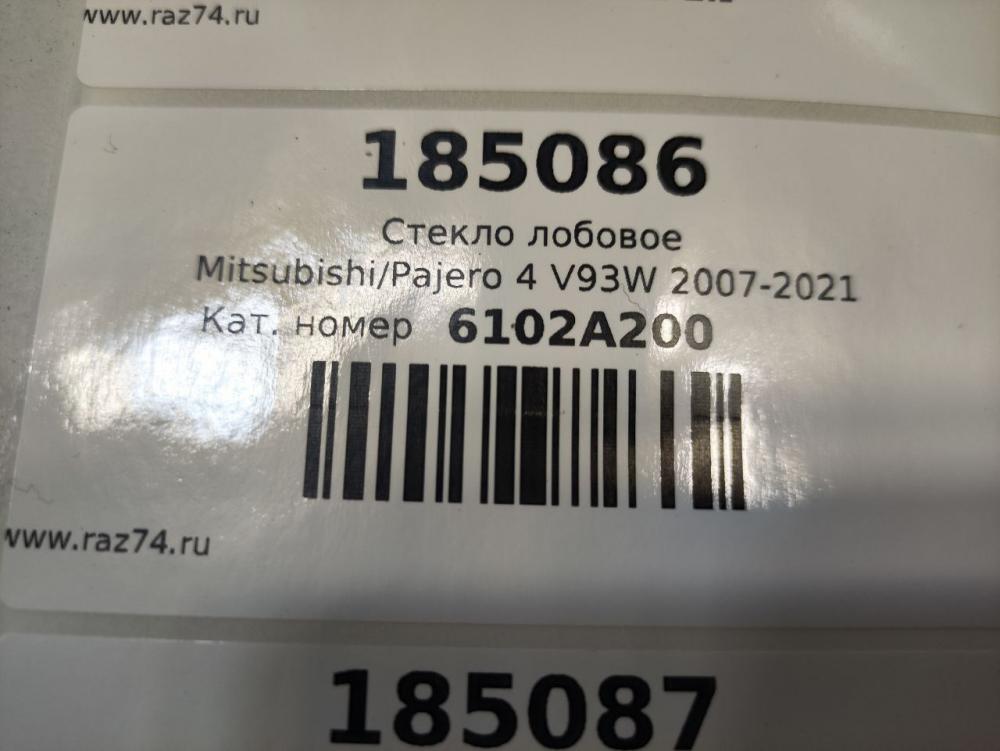 www.raz74.ru
185086
Стекло лобовое
Mitsubishi/Pajero 4 V93W 2007-2021
Кат. номер 6102A200
www.raz74.ru
185087